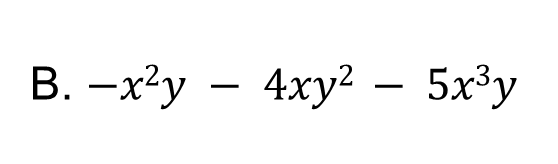 B. −x²y − 4xy² − 5x³y